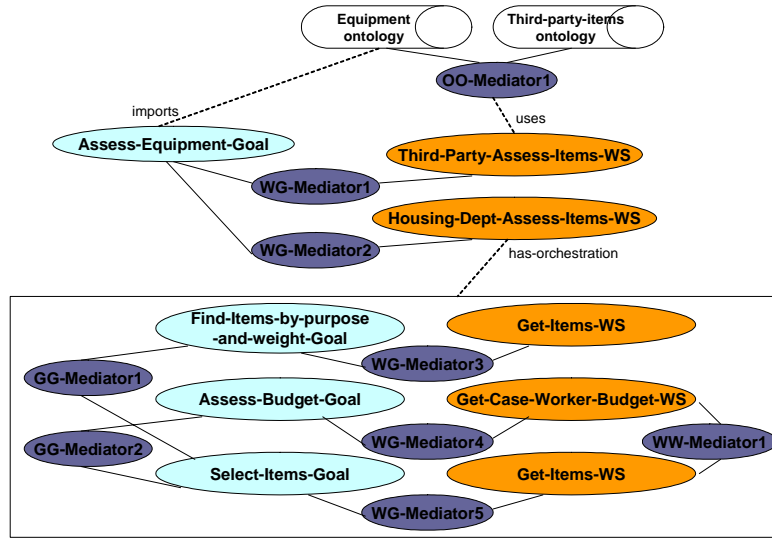 Equipment
ontology
Third-party-items
ontology
OO-Mediator1
imports
uses
Assess-Equipment-Goal
Third-Party-Assess-Items-WS
WG-Mediator1
Housing-Dept-Assess-Items-WS
WG-Mediator2
has-orchestration
Find-Items-by-purpose
-and-weight-Goal
Get-Items-WS
WG-Mediator3
GG-Mediator1
Assess-Budget-Goal
Get-Case-Worker-Budget-WS
GG-Mediator2
WG-Mediator4
WW-Mediator1
Select-Items-Goal
Get-Items-WS
WG-Mediator5